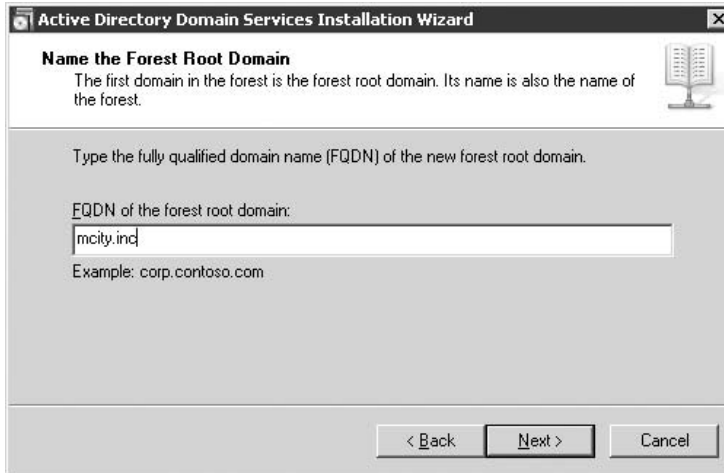 Active Directory Domain Services Installation Wizard
Name the Forest Root Domain
The first domain in the forest is the forest root domain. Its name is also the name of
the forest.
Type the fully qualified domain name (FQDN) of the new forest root domain.
FQDN of the forest root domain:
mcity.inc
Example: corp.contoso.com
< Back
Next >
Cancel